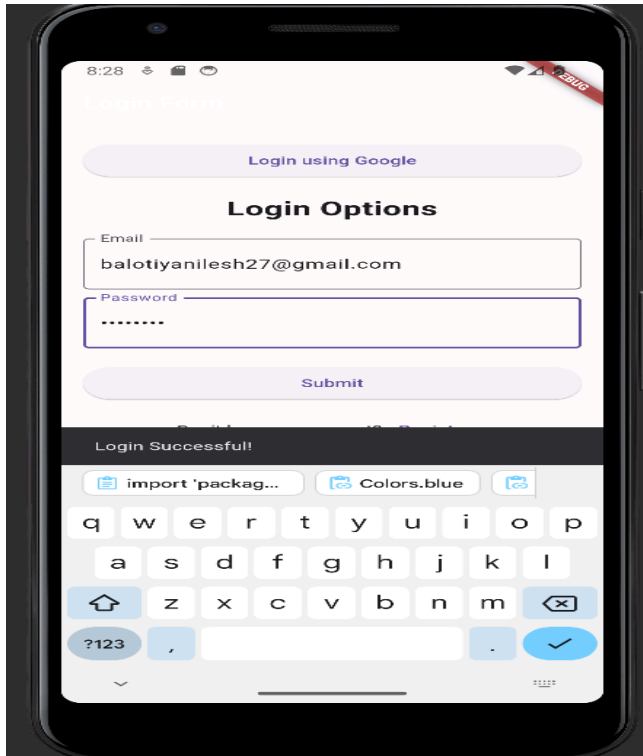 8:28
DEBUG
Login Form
Login using Google
Login Options
Email
balotiyanilesh27@gmail.com
Password
••••••••
Submit
Login Successful!
import 'packag...
Colors.blue
q w e r t y u i o p
a s d f g h j k l
z x c v b n m
?123 , .